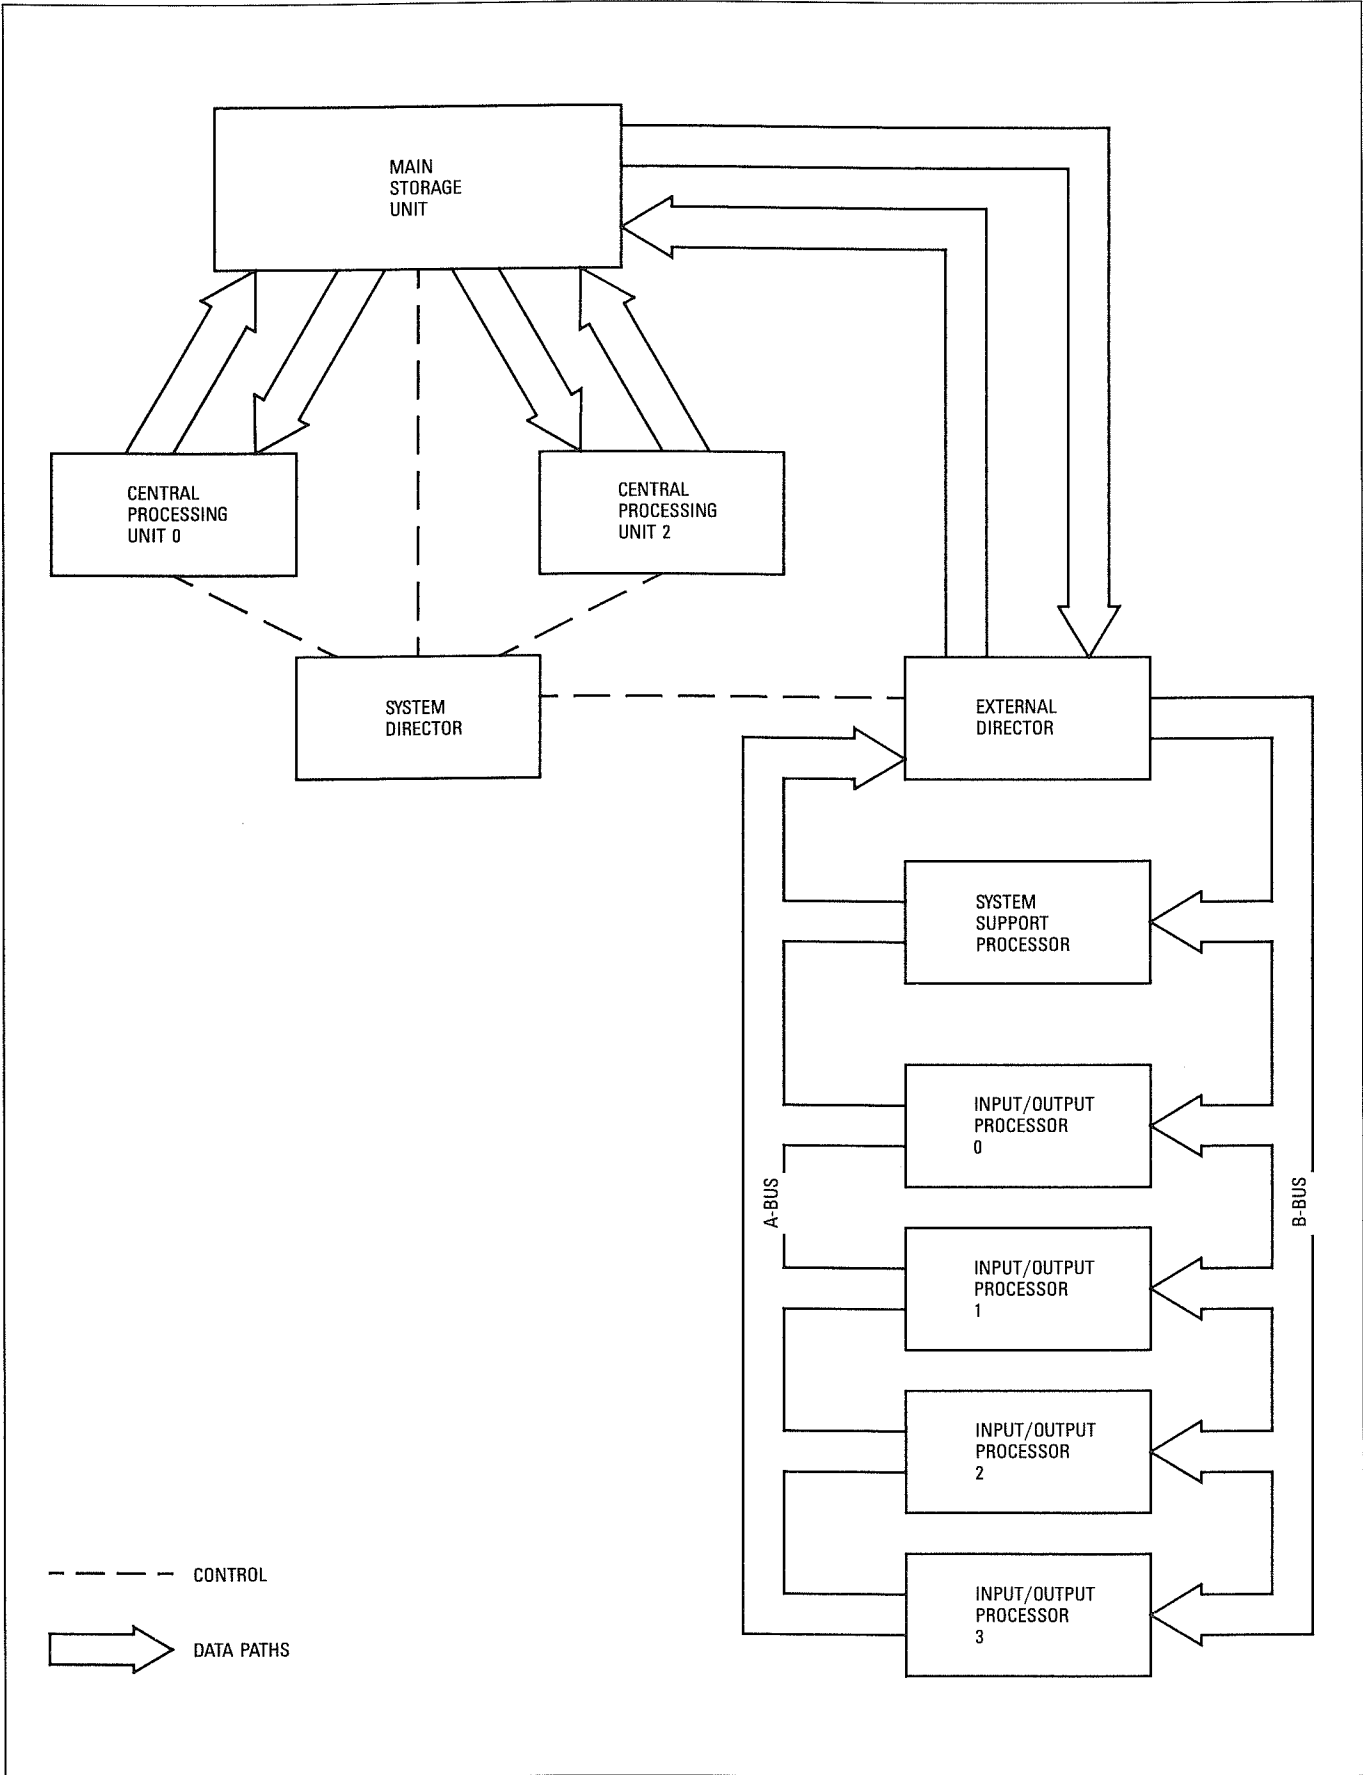 MAIN
STORAGE
UNIT
CENTRAL
PROCESSING
UNIT 0
CENTRAL
PROCESSING
UNIT 2
SYSTEM
DIRECTOR
EXTERNAL
DIRECTOR
SYSTEM
SUPPORT
PROCESSOR
INPUT/OUTPUT
PROCESSOR
0
A-BUS
B-BUS
INPUT/OUTPUT
PROCESSOR
1
INPUT/OUTPUT
PROCESSOR
2
INPUT/OUTPUT
PROCESSOR
3
CONTROL
DATA PATHS